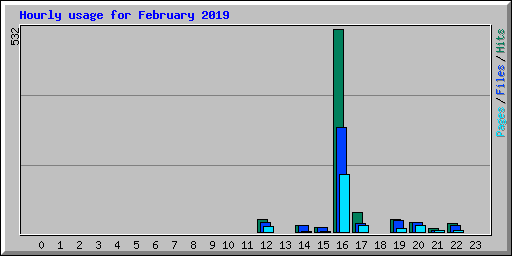 Hourly usage for February 2019
532
Pages/Files/Hits
0 1 2 3 4 5 6 7 8 9 10 11 12 13 14 15 16 17 18 19 20 21 22 23